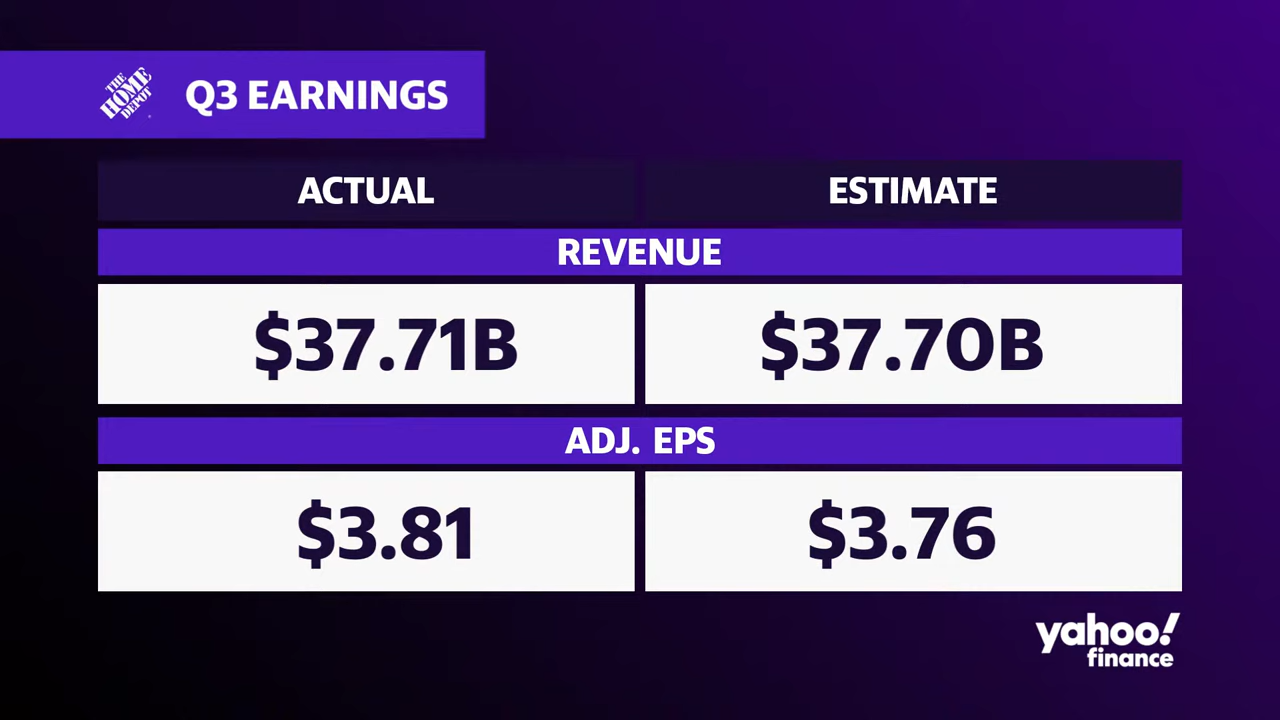 THE
HOME
DEPOT
Q3 EARNINGS
ACTUAL
ESTIMATE
REVENUE
$37.71B
$37.70B
ADJ. EPS
$3.81
$3.76
yahoo!
finance